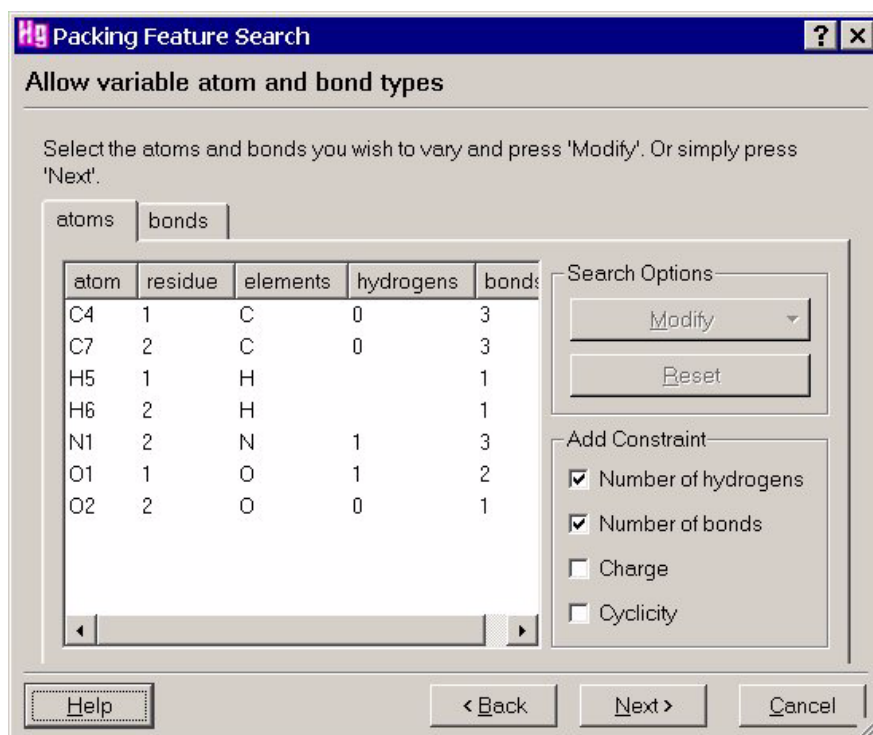 Hg Packing Feature Search ? ×
Allow variable atom and bond types
Select the atoms and bonds you wish to vary and press 'Modify'. Or simply press
'Next'.
atoms bonds
atom residue elements hydrogens bonds
C4 1 C 0 3
C7 2 C 0 3
H5 1 H 1
H6 2 H 1
N1 2 N 1 3
O1 1 O 1 2
O2 2 O 0 1
Search Options
Modify
Reset
Add Constraint
Number of hydrogens
Number of bonds
Charge
Cyclicity
Help < Back Next > Cancel